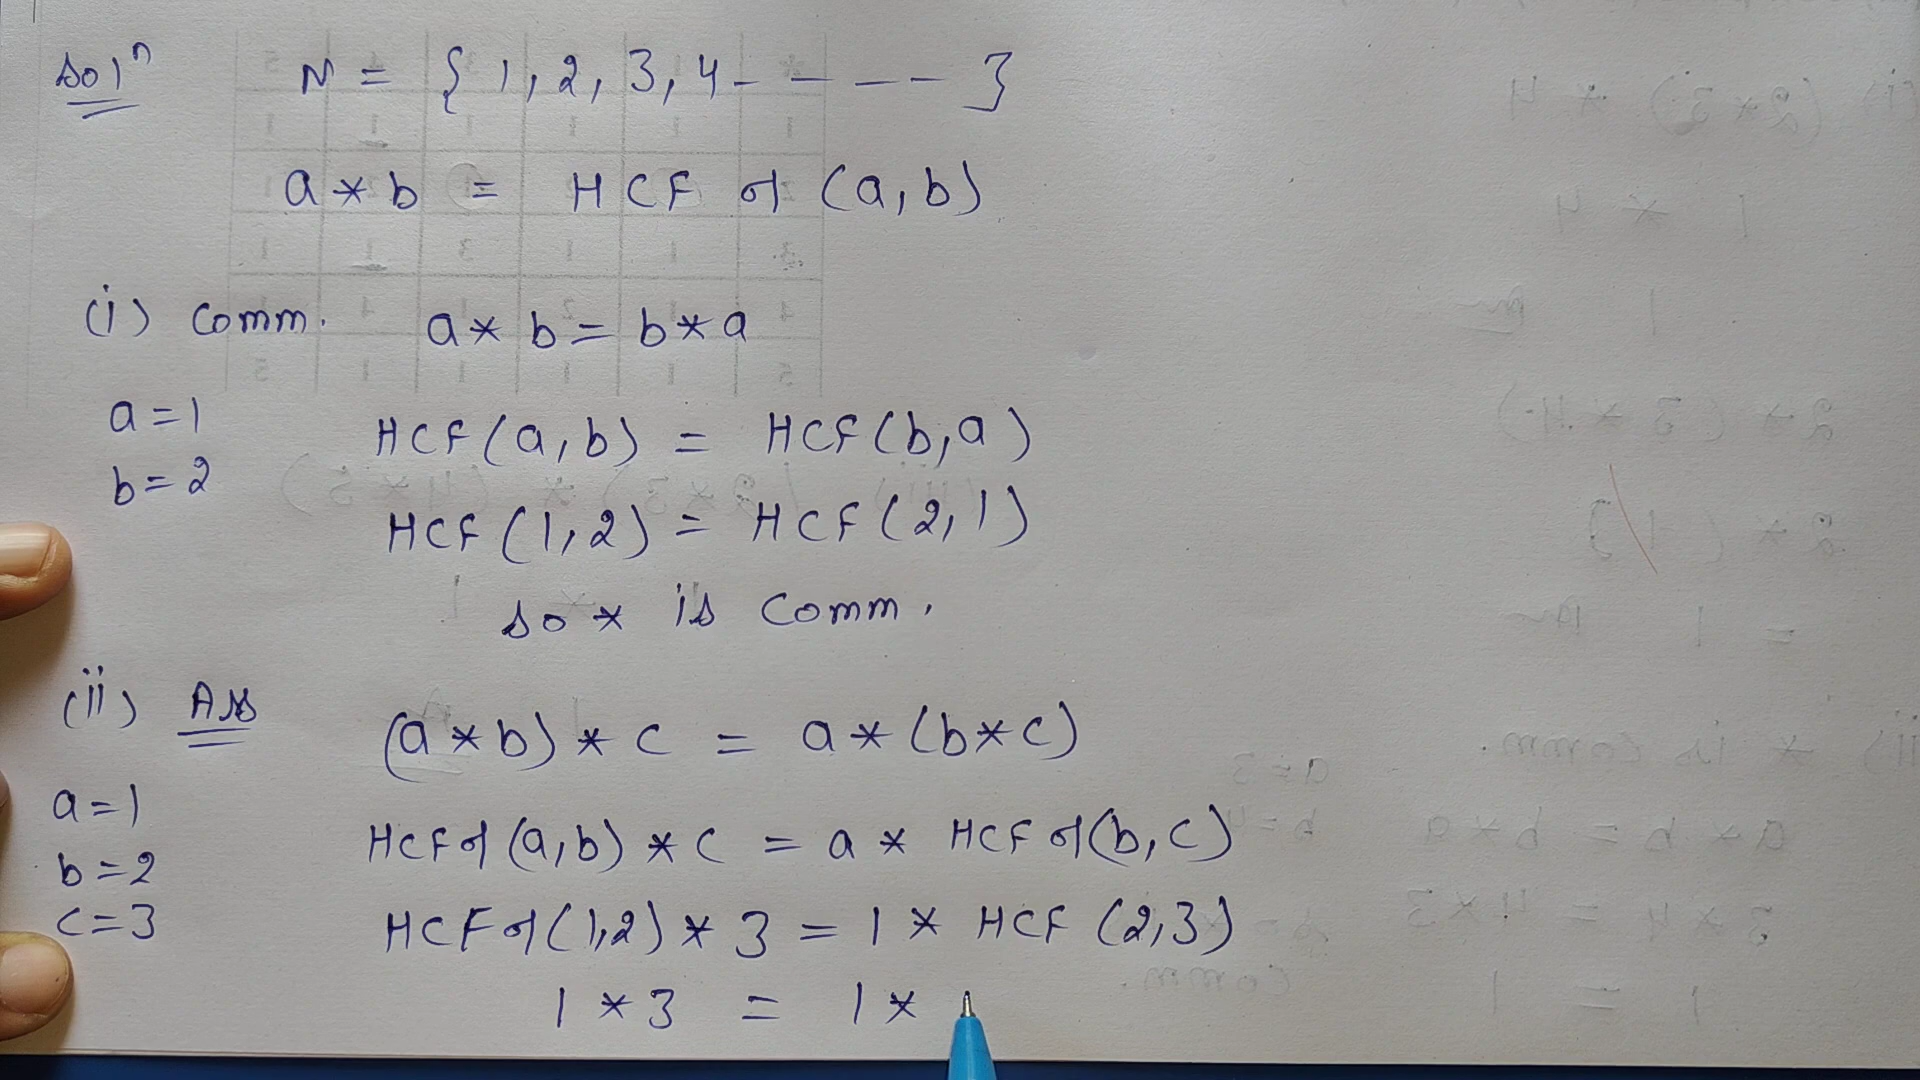 Solⁿ N = {1, 2, 3, 4 - - - - }
a * b = HCF of (a, b)
(i) Comm. a * b = b * a
a = 1
b = 2
HCF (a, b) = HCF (b, a)
HCF (1, 2) = HCF (2, 1)
So * is Comm.
(ii) Ass (a * b) * c = a * (b * c)
a = 1
b = 2
c = 3
HCF of (a, b) * c = a * HCF of (b, c)
HCF of (1, 2) * 3 = 1 * HCF (2, 3)
1 * 3 = 1 *